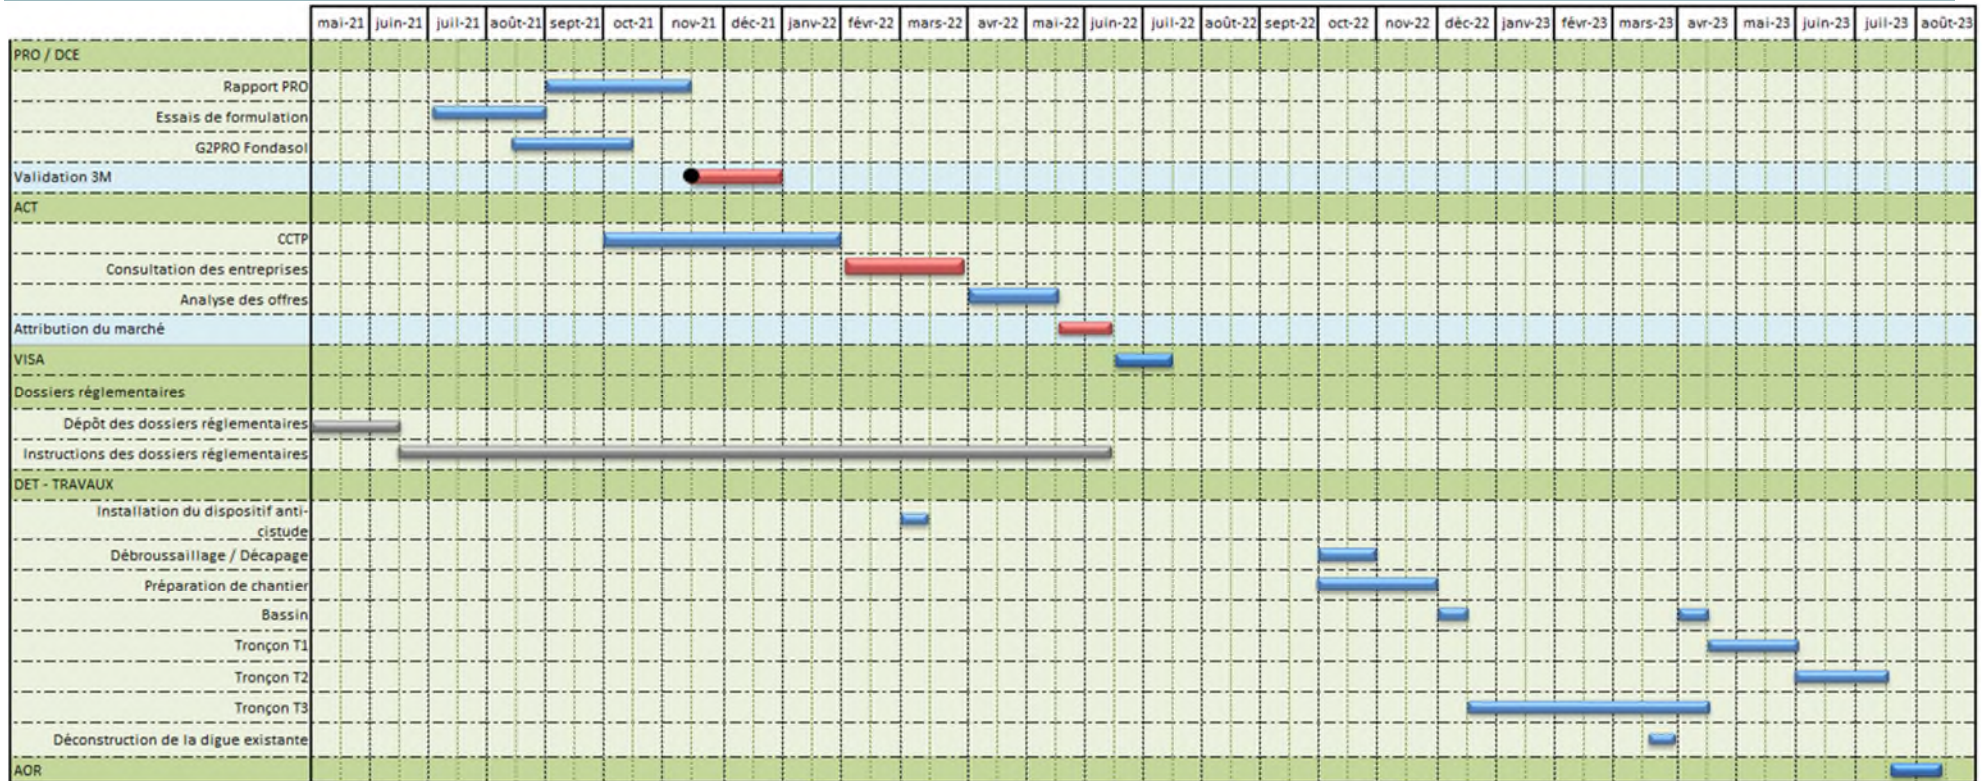 mai-21 juin-21 juil-21 août-21 sept-21 oct-21 nov-21 déc-21 janv-22 févr-22 mars-22 avr-22 mai-22 juin-22 juil-22 août-22 sept-22 oct-22 nov-22 déc-22 janv-23 févr-23 mars-23 avr-23 mai-23 juin-23 juil-23 août-23
PRO / DCE
Rapport PRO
Essais de formulation
G2PRO Fondasol
Validation 3M
ACT
CCTP
Consultation des entreprises
Analyse des offres
Attribution du marché
VISA
Dossiers réglementaires
Dépôt des dossiers réglementaires
Instructions des dossiers réglementaires
DET - TRAVAUX
Installation du dispositif anti-
cistude
Débroussaillage / Décapage
Préparation de chantier
Bassin
Tronçon T1
Tronçon T2
Tronçon T3
Déconstruction de la digue existante
AOR